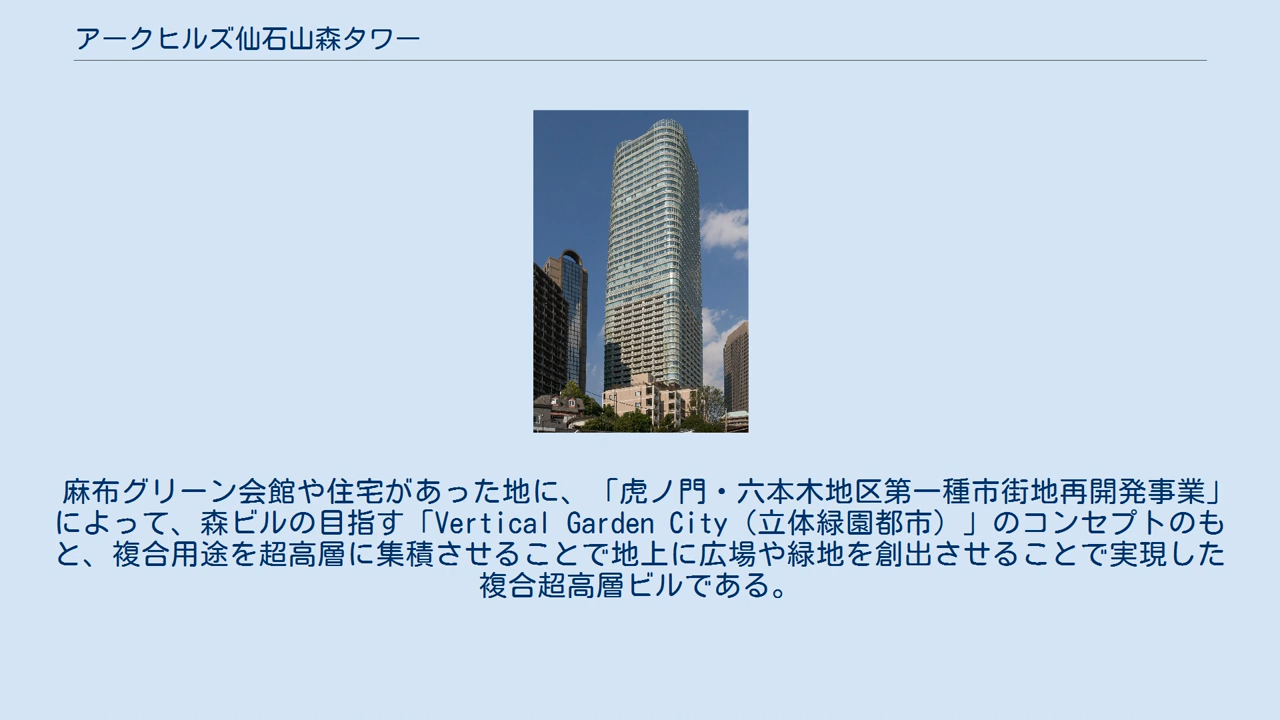 アークヒルズ仙石山森タワー
麻布グリーン会館や住宅があった地に、「虎ノ門・六本木地区第一種市街地再開発事業」
によって、森ビルの目指す「Vertical Garden City（立体緑園都市）」のコンセプトのも
と、複合用途を超高層に集積させることで地上に広場や緑地を創出させることで実現した
複合超高層ビルである。